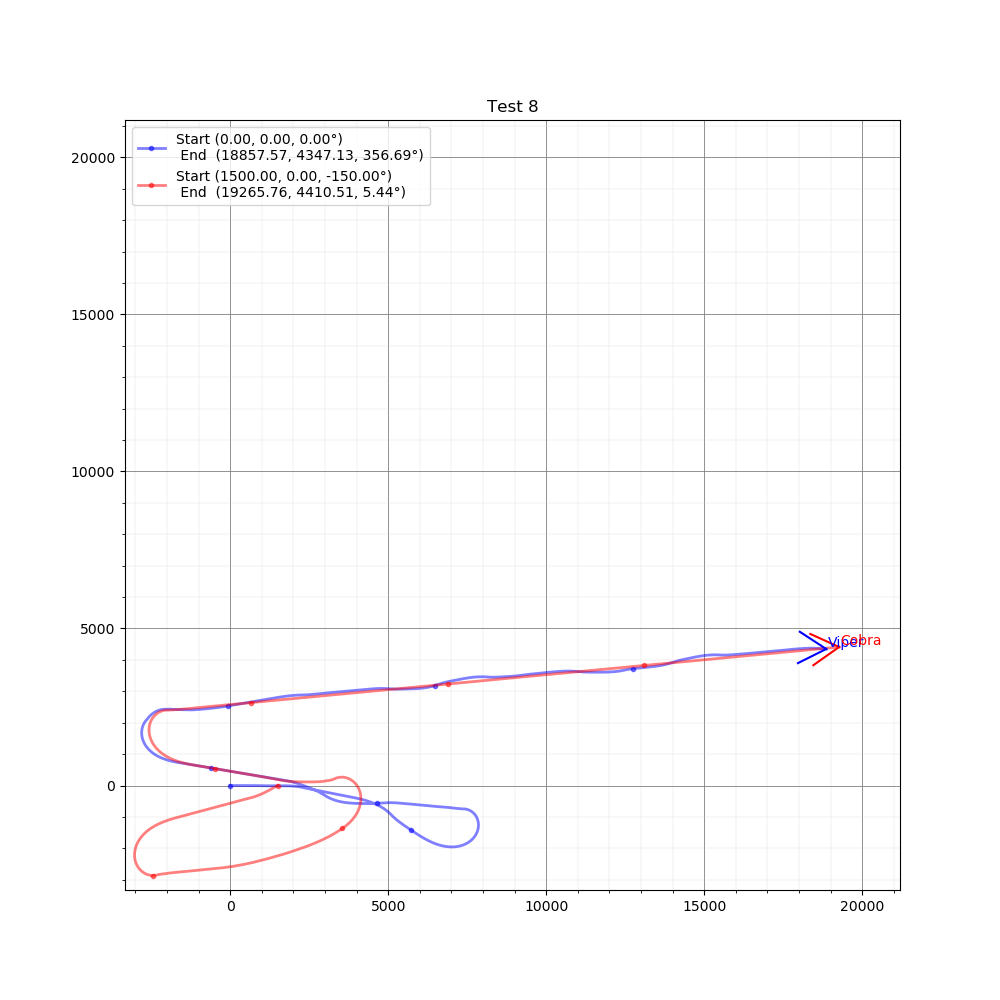 Test 8
Start (0.00, 0.00, 0.00°)
End  (18857.57, 4347.13, 356.69°)
Start (1500.00, 0.00, -150.00°)
End  (19265.76, 4410.51, 5.44°)
20000
15000
10000
5000
0
Viper
Cobra
0
5000
10000
15000
20000